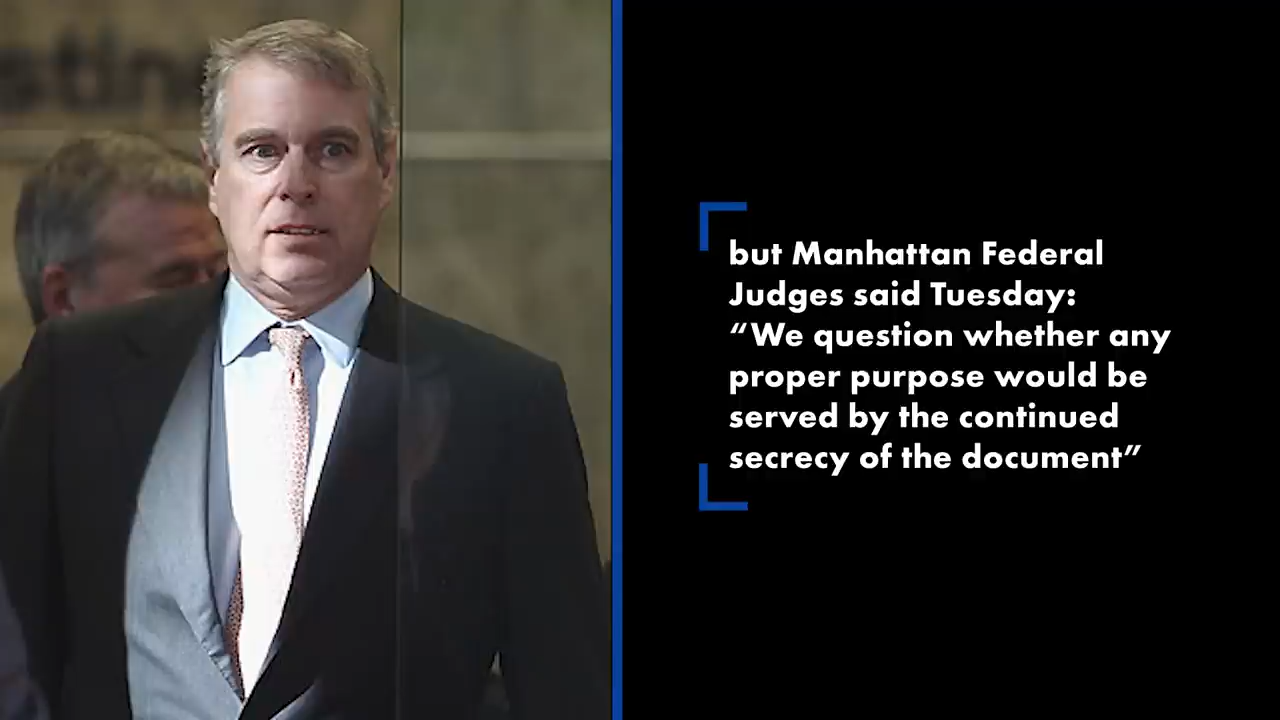 but Manhattan Federal
Judges said Tuesday:
“We question whether any
proper purpose would be
served by the continued
secrecy of the document”